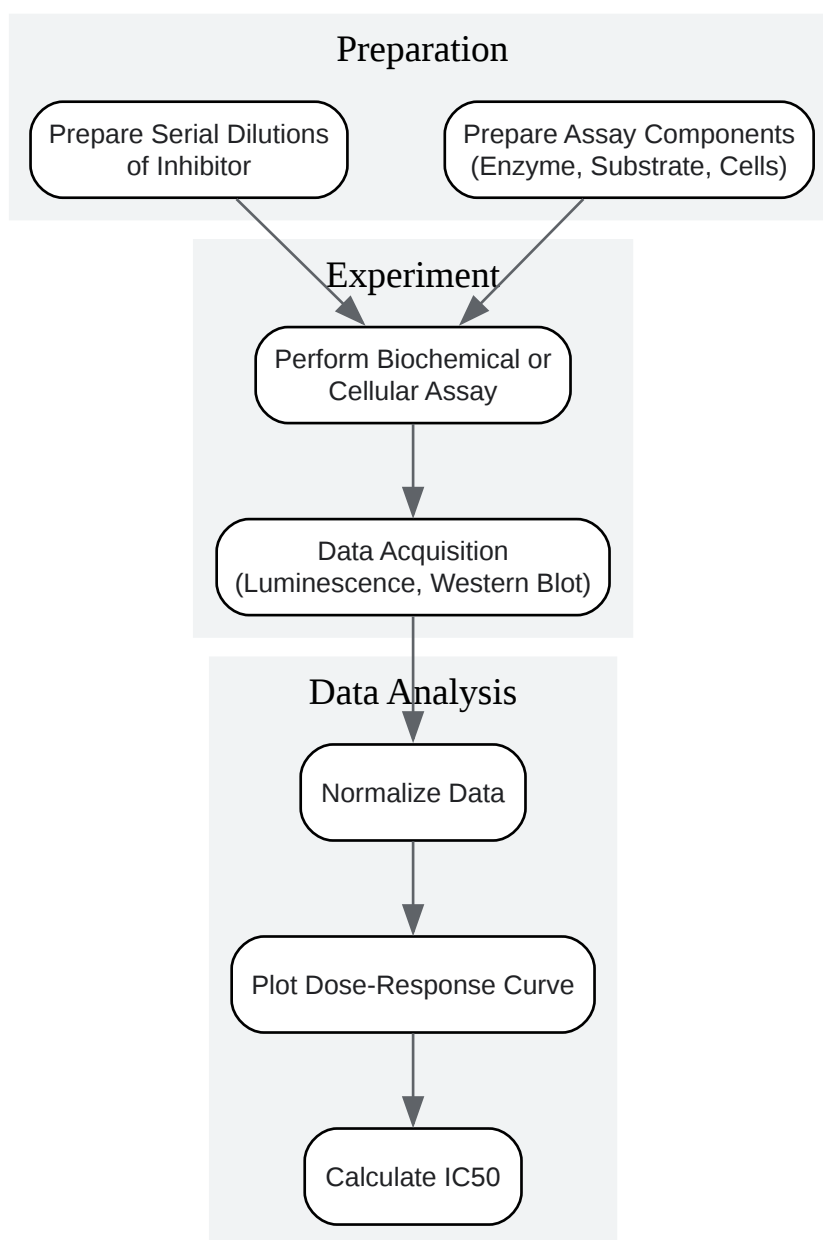 Preparation
Prepare Serial Dilutions
of Inhibitor
Prepare Assay Components
(Enzyme, Substrate, Cells)
Experiment
Perform Biochemical or
Cellular Assay
Data Acquisition
(Luminescence, Western Blot)
Data Analysis
Normalize Data
Plot Dose-Response Curve
Calculate IC50